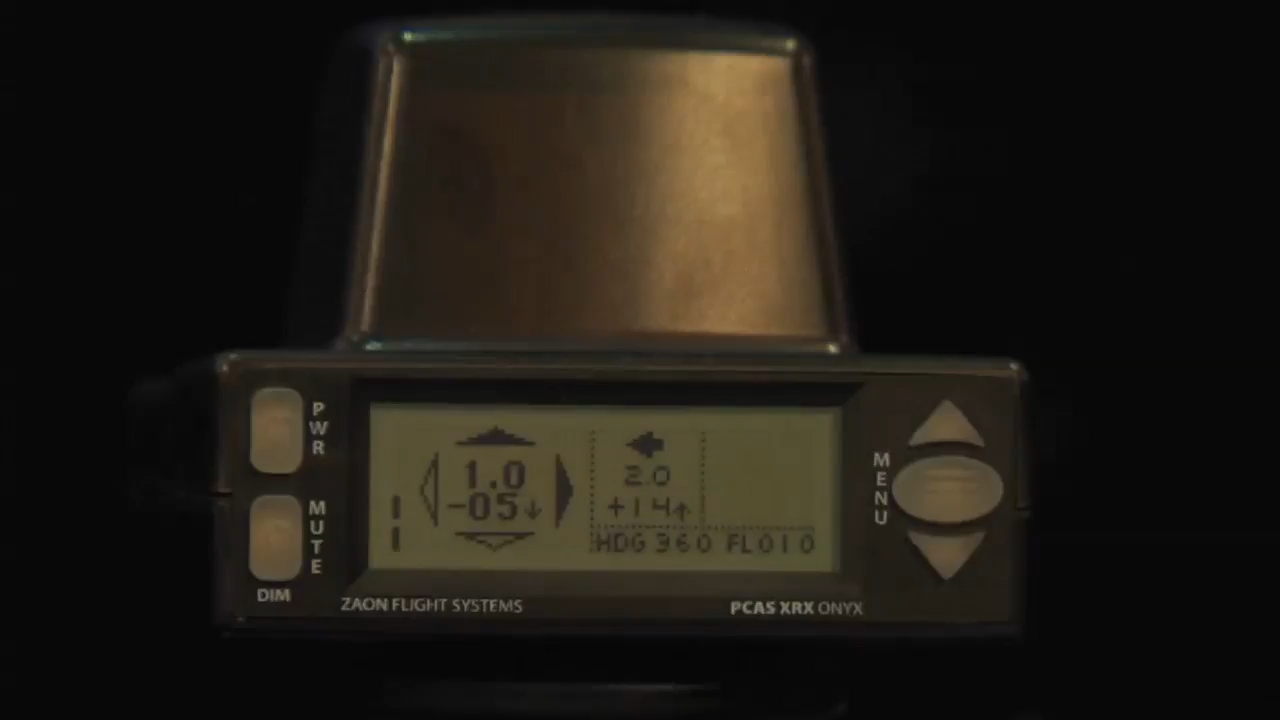 PWR
MUTE
DIM
1.0
-05↓
2.0
+14↑
HDG 360 FL010
MENU
ZAON FLIGHT SYSTEMS
PCAS XRX ONYX